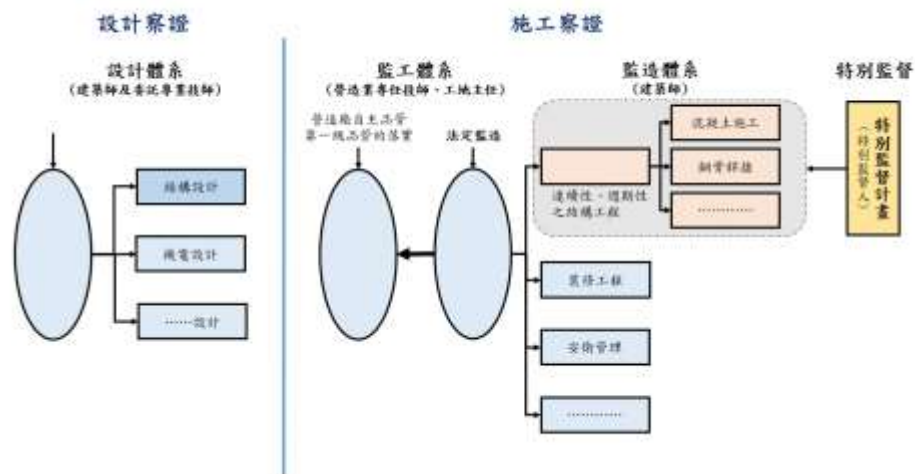 設計察證
施工察證
設計體系
(建築師及委託專業技師)
監工體系
(營造業專任技師、工地主任)
監造體系
(建築師)
特別監督
營造廠自主品管
第一級品管的落實
法定監造
結構設計
機電設計
……設計
連續性、週期性
之結構工程
混凝土施工
鋼骨銲接
…………
裝修工程
安衛管理
…………
特別監督計畫
(特別監督人)